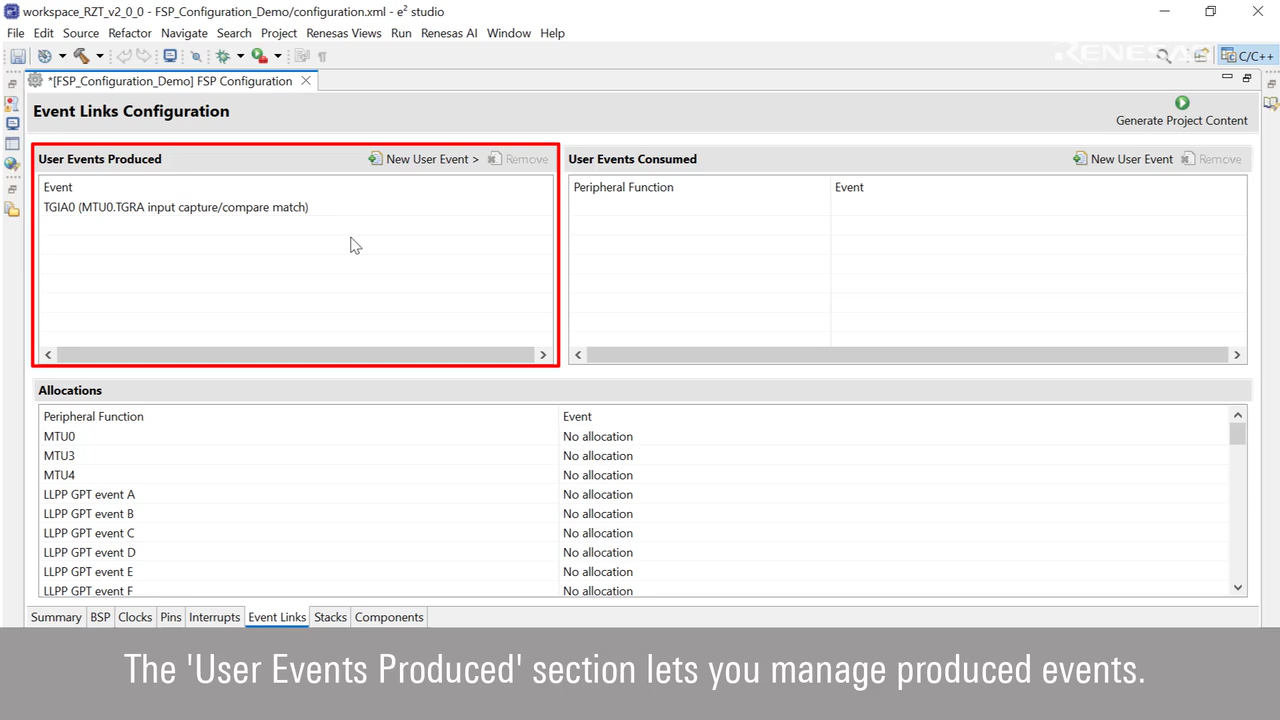 workspace_RZT_v2_0_0 - FSP_Configuration_Demo/configuration.xml - e² studio
File Edit Source Refactor Navigate Search Project Renesas Views Run Renesas AI Window Help
RENESAS
C/C++
*[FSP_Configuration_Demo] FSP Configuration
Event Links Configuration
Generate Project Content
User Events Produced New User Event > Remove
User Events Consumed New User Event Remove
Event
TGIA0 (MTU0.TGRA input capture/compare match)
Peripheral Function Event
Allocations
Peripheral Function Event
MTU0 No allocation
MTU3 No allocation
MTU4 No allocation
LLPP GPT event A No allocation
LLPP GPT event B No allocation
LLPP GPT event C No allocation
LLPP GPT event D No allocation
LLPP GPT event E No allocation
LLPP GPT event F No allocation
Summary BSP Clocks Pins Interrupts Event Links Stacks Components
The 'User Events Produced' section lets you manage produced events.